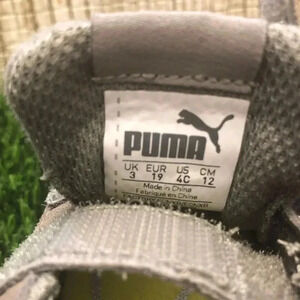 PUMA
UK EUR US CM
3 19 4C 12
Made in China
Fabriqué en Chine